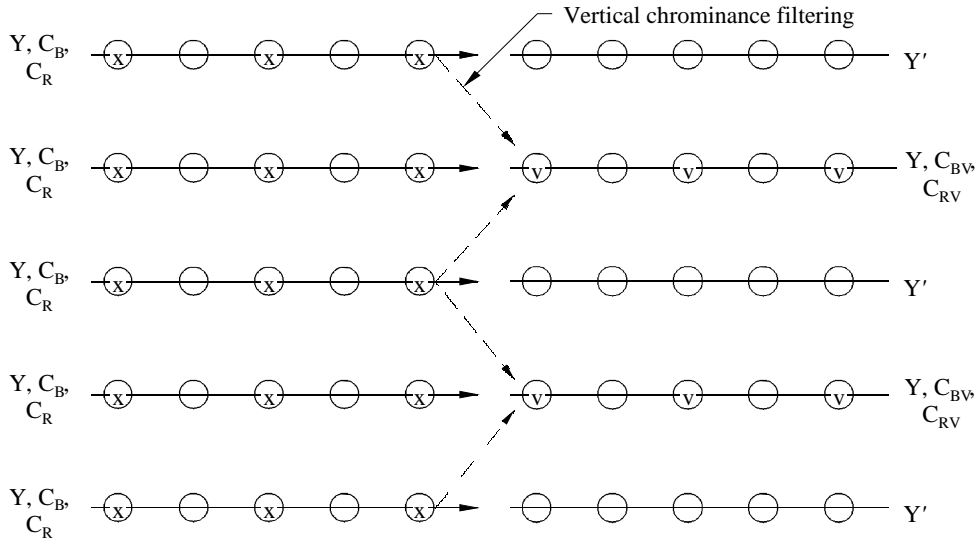 Vertical chrominance filtering
Y, C_B,
C_R
x x x
Y′
Y, C_B,
C_R
x x x
v v v
Y, C_BV,
C_RV
Y, C_B,
C_R
x x x
Y′
Y, C_B,
C_R
x x x
v v v
Y, C_BV,
C_RV
Y, C_B,
C_R
x x x
Y′